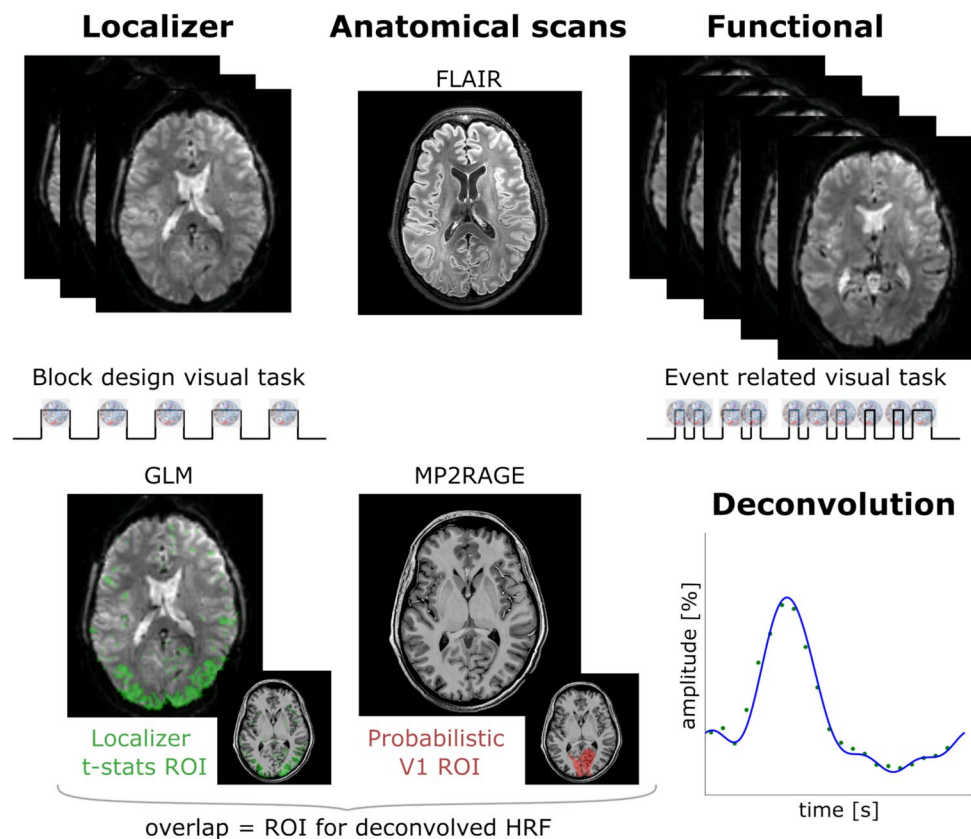 Localizer
Anatomical scans
Functional
FLAIR
Block design visual task
Event related visual task
GLM
MP2RAGE
Deconvolution
Localizer
t-stats ROI
Probabilistic
V1 ROI
amplitude [%]
time [s]
overlap = ROI for deconvolved HRF